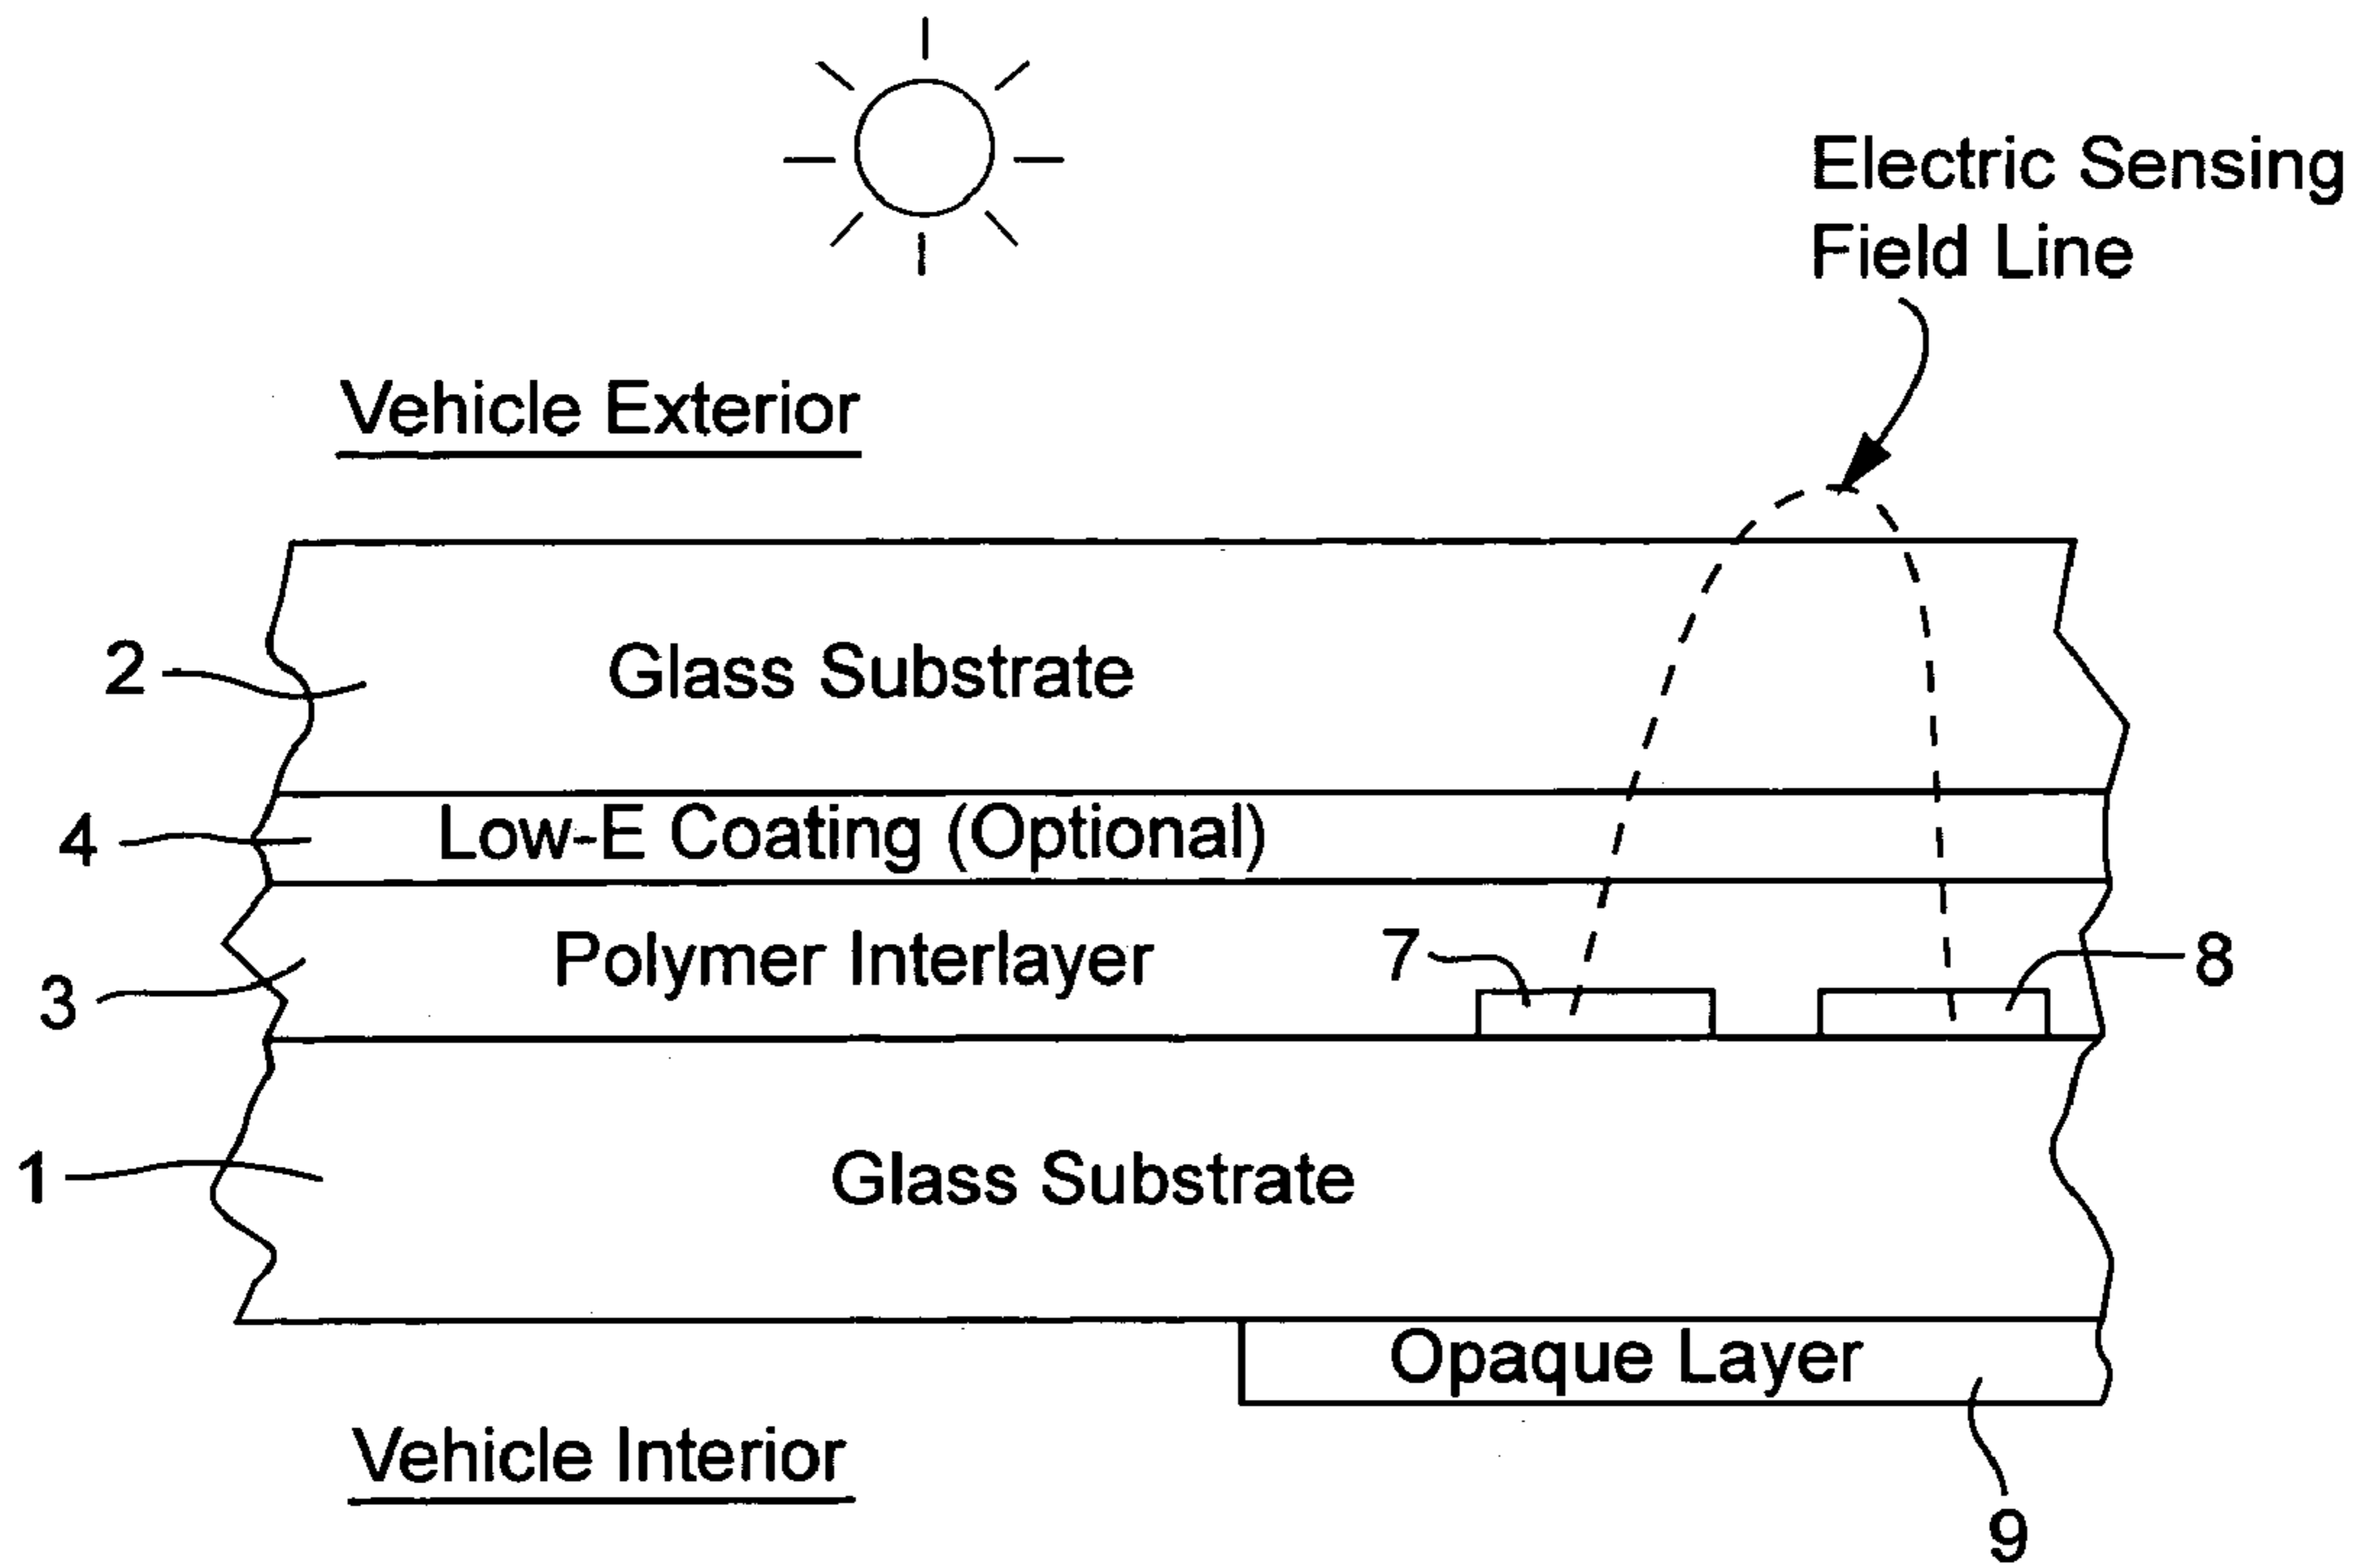 Electric Sensing
Field Line
Vehicle Exterior
2
Glass Substrate
4
Low-E Coating (Optional)
3
Polymer Interlayer
7
8
1
Glass Substrate
Opaque Layer
Vehicle Interior
9